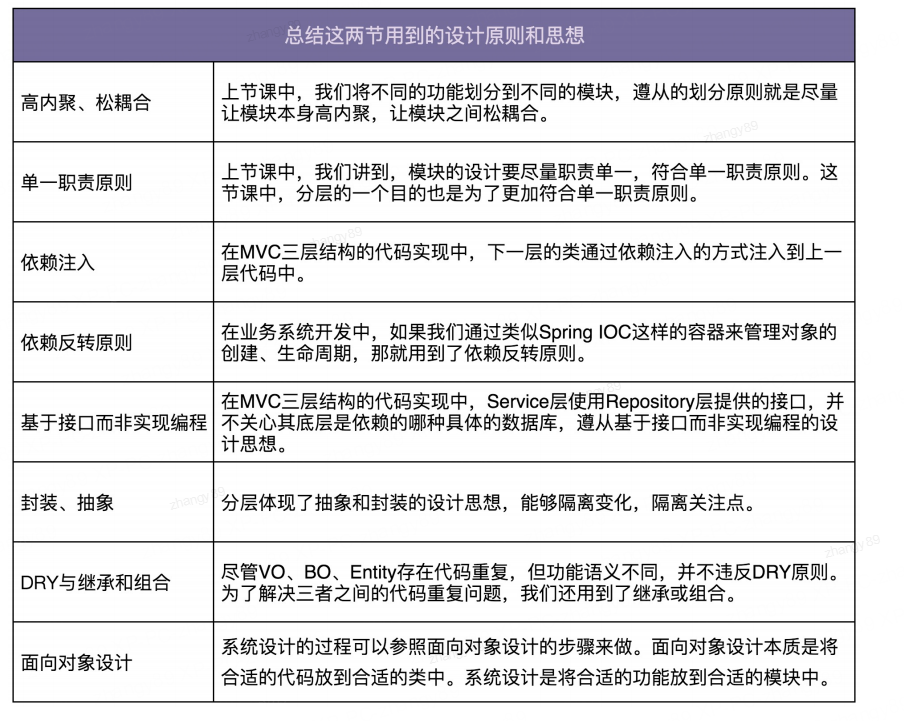 总结这两节用到的设计原则和思想
高内聚、松耦合
上节课中，我们将不同的功能划分到不同的模块，遵从的划分原则就是尽量
让模块本身高内聚，让模块之间松耦合。
单一职责原则
上节课中，我们讲到，模块的设计要尽量职责单一，符合单一职责原则。这
节课中，分层的一个目的也是为了更加符合单一职责原则。
依赖注入
在MVC三层结构的代码实现中，下一层的类通过依赖注入的方式注入到上一
层代码中。
依赖反转原则
在业务系统开发中，如果我们通过类似Spring IOC这样的容器来管理对象的
创建、生命周期，那就用到了依赖反转原则。
基于接口而非实现编程
在MVC三层结构的代码实现中，Service层使用Repository层提供的接口，并
不关心其底层是依赖的哪种具体的数据库，遵从基于接口而非实现编程的设
计思想。
封装、抽象
分层体现了抽象和封装的设计思想，能够隔离变化，隔离关注点。
DRY与继承和组合
尽管VO、BO、Entity存在代码重复，但功能语义不同，并不违反DRY原则。
为了解决三者之间的代码重复问题，我们还用到了继承或组合。
面向对象设计
系统设计的过程可以参照面向对象设计的步骤来做。面向对象设计本质是将
合适的代码放到合适的类中。系统设计是将合适的功能放到合适的模块中。
zhangy89
zhangy89